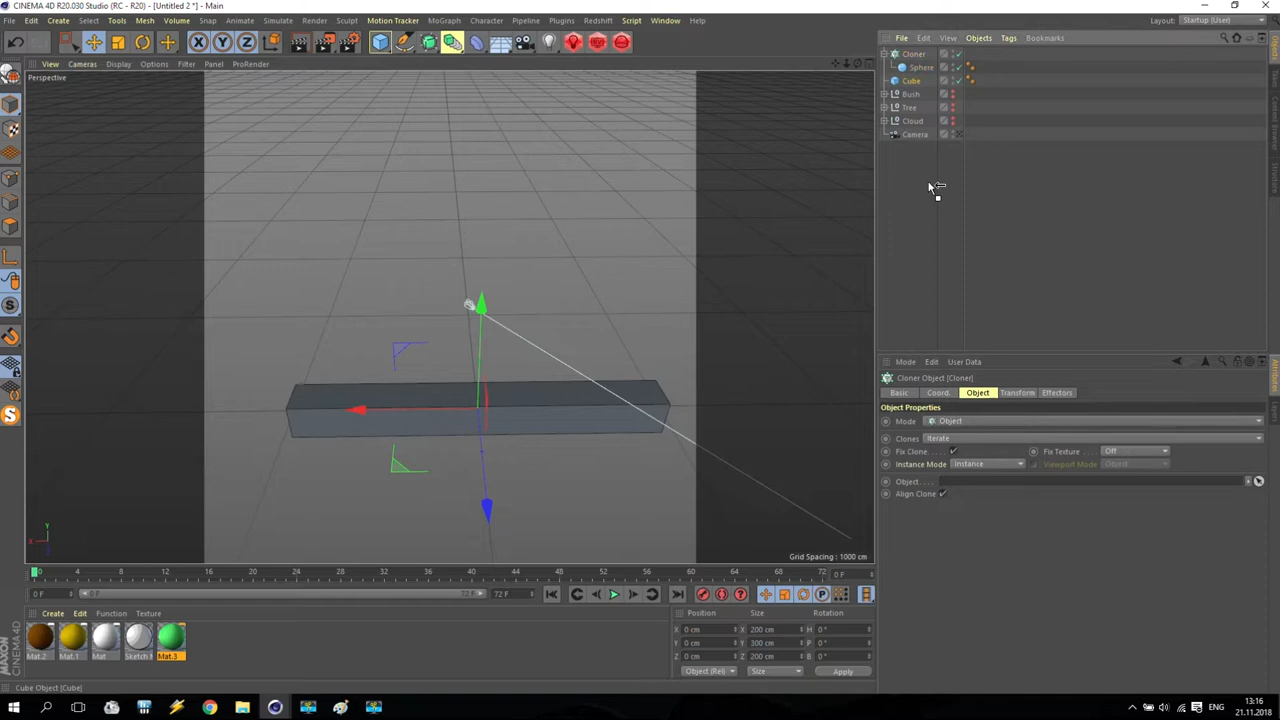 CINEMA 4D R20.030 Studio (RC - R20) - [Untitled 2 *] - Main
File Edit Create Select Tools Mesh Volume Snap Animate Simulate Render Sculpt Motion Tracker MoGraph Character Pipeline Plugins Redshift Script Window Help Layout: Startup (User)
File Edit View Objects Tags Bookmarks
View Cameras Display Options Filter Panel ProRender
Perspective
Cloner
Sphere
Cube
Bush
Tree
Cloud
Camera
Mode Edit User Data
Cloner Object [Cloner]
Basic Coord. Object Transform Effectors
Object Properties
Mode Object
Clones Iterate
Fix Clone Fix Texture Off
Instance Mode Instance Viewport Mode Object
Object
Align Clone
Grid Spacing : 1000 cm
0 4 8 12 16 20 24 28 32 36 40 44 48 52 56 60 64 68 72 0 F
0 F 0 F 72 F 72 F
Create Edit Function Texture
Position Size Rotation
X 0 cm X 200 cm H 0 °
Y 0 cm Y 300 cm P 0 °
Z 0 cm Z 200 cm B 0 °
Object (Rel) Size Apply
Mat.2 Mat.1 Mat Sketch M Mat.3
MAXON CINEMA 4D
Cube Object [Cube]
ENG
13:16
21.11.2018